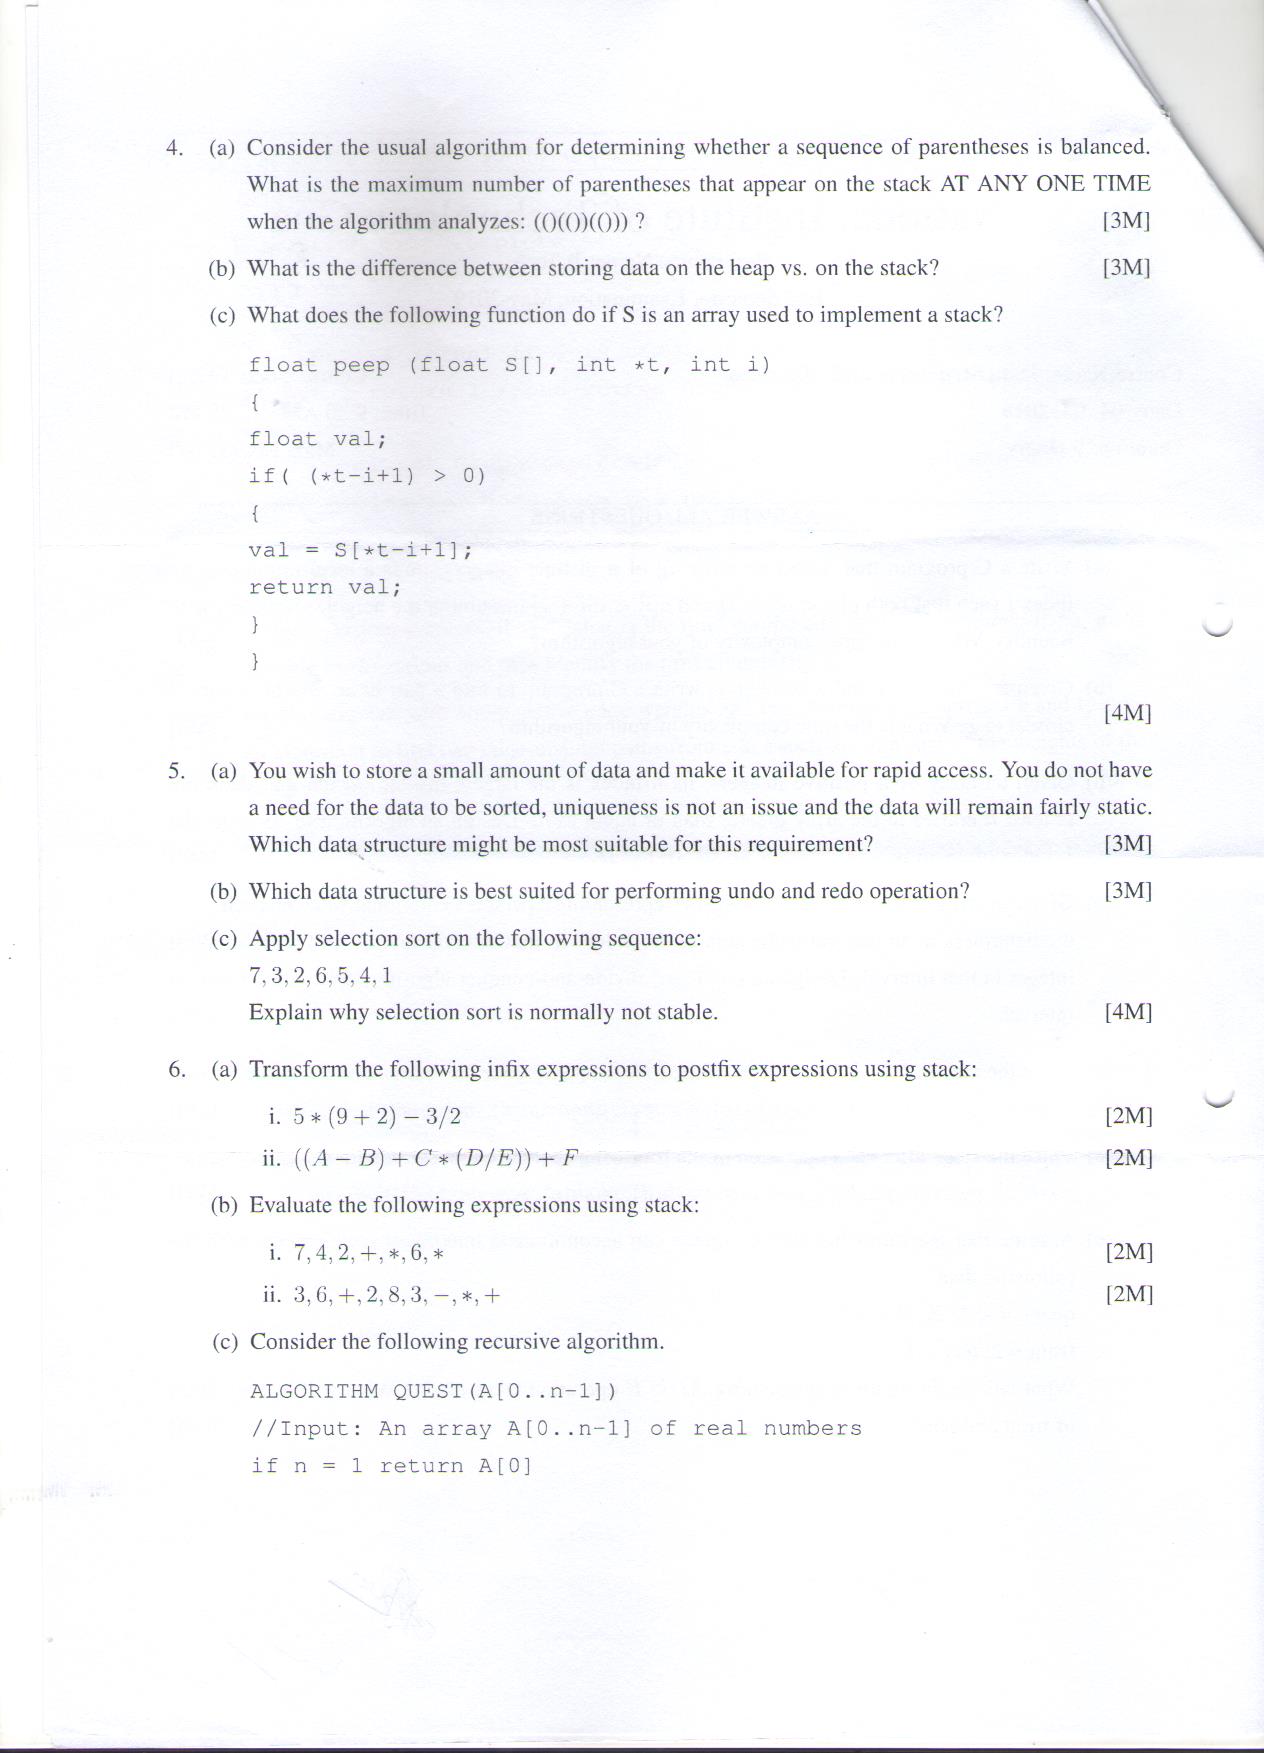 4. (a) Consider the usual algorithm for determining whether a sequence of parentheses is balanced.
What is the maximum number of parentheses that appear on the stack AT ANY ONE TIME
when the algorithm analyzes: (()(())(())) ? [3M]
(b) What is the difference between storing data on the heap vs. on the stack? [3M]
(c) What does the following function do if S is an array used to implement a stack?
float peep (float S[], int *t, int i)
{
float val;
if( (*t-i+1) > 0)
{
val = S[*t-i+1];
return val;
}
}
[4M]
5. (a) You wish to store a small amount of data and make it available for rapid access. You do not have
a need for the data to be sorted, uniqueness is not an issue and the data will remain fairly static.
Which data structure might be most suitable for this requirement? [3M]
(b) Which data structure is best suited for performing undo and redo operation? [3M]
(c) Apply selection sort on the following sequence:
7, 3, 2, 6, 5, 4, 1
Explain why selection sort is normally not stable. [4M]
6. (a) Transform the following infix expressions to postfix expressions using stack:
i. 5 * (9 + 2) − 3/2 [2M]
ii. ((A − B) + C * (D/E)) + F [2M]
(b) Evaluate the following expressions using stack:
i. 7, 4, 2, +, *, 6, * [2M]
ii. 3, 6, +, 2, 8, 3, −, *, + [2M]
(c) Consider the following recursive algorithm.
ALGORITHM QUEST(A[0..n-1])
//Input: An array A[0..n-1] of real numbers
if n = 1 return A[0]